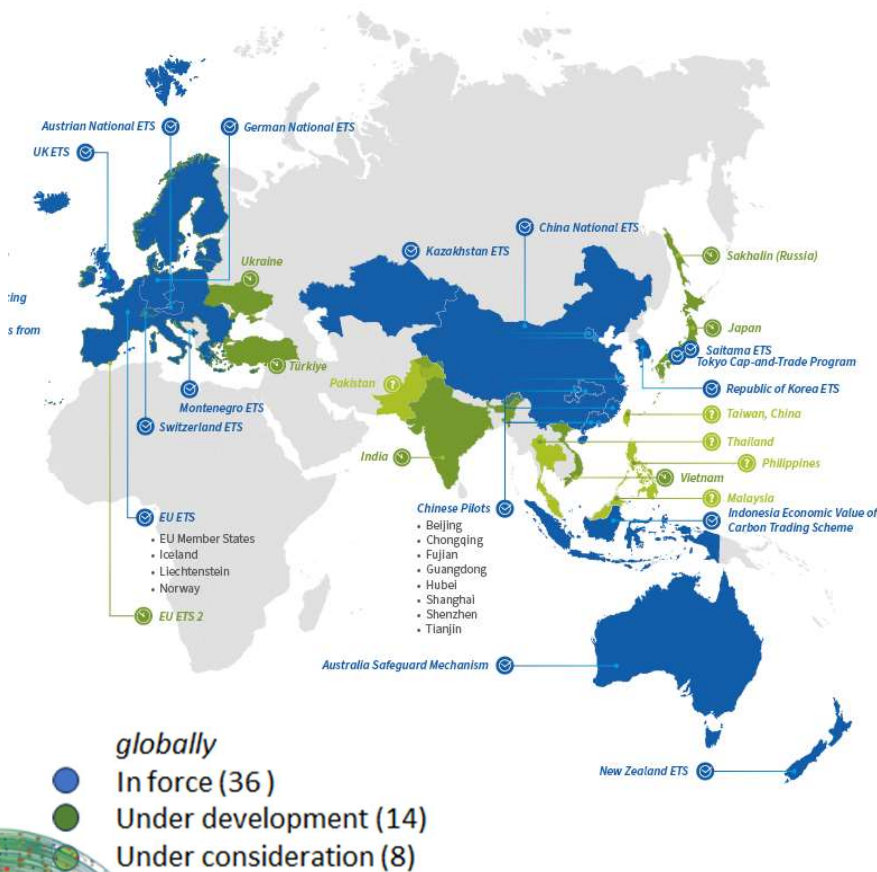 Austrian National ETS
German National ETS
UK ETS
China National ETS
Kazakhstan ETS
Sakhalin (Russia)
Ukraine
cing
s from
Japan
Saitama ETS
Tokyo Cap-and-Trade Program
Türkiye
Pakistan
Republic of Korea ETS
Montenegro ETS
Taiwan, China
Switzerland ETS
Thailand
India
Philippines
Vietnam
Malaysia
EU ETS
• EU Member States
• Iceland
• Liechtenstein
• Norway
Chinese Pilots
• Beijing
• Chongqing
• Fujian
• Guangdong
• Hubei
• Shanghai
• Shenzhen
• Tianjin
Indonesia Economic Value of
Carbon Trading Scheme
EU ETS 2
Australia Safeguard Mechanism
New Zealand ETS
globally
In force (36 )
Under development (14)
Under consideration (8)